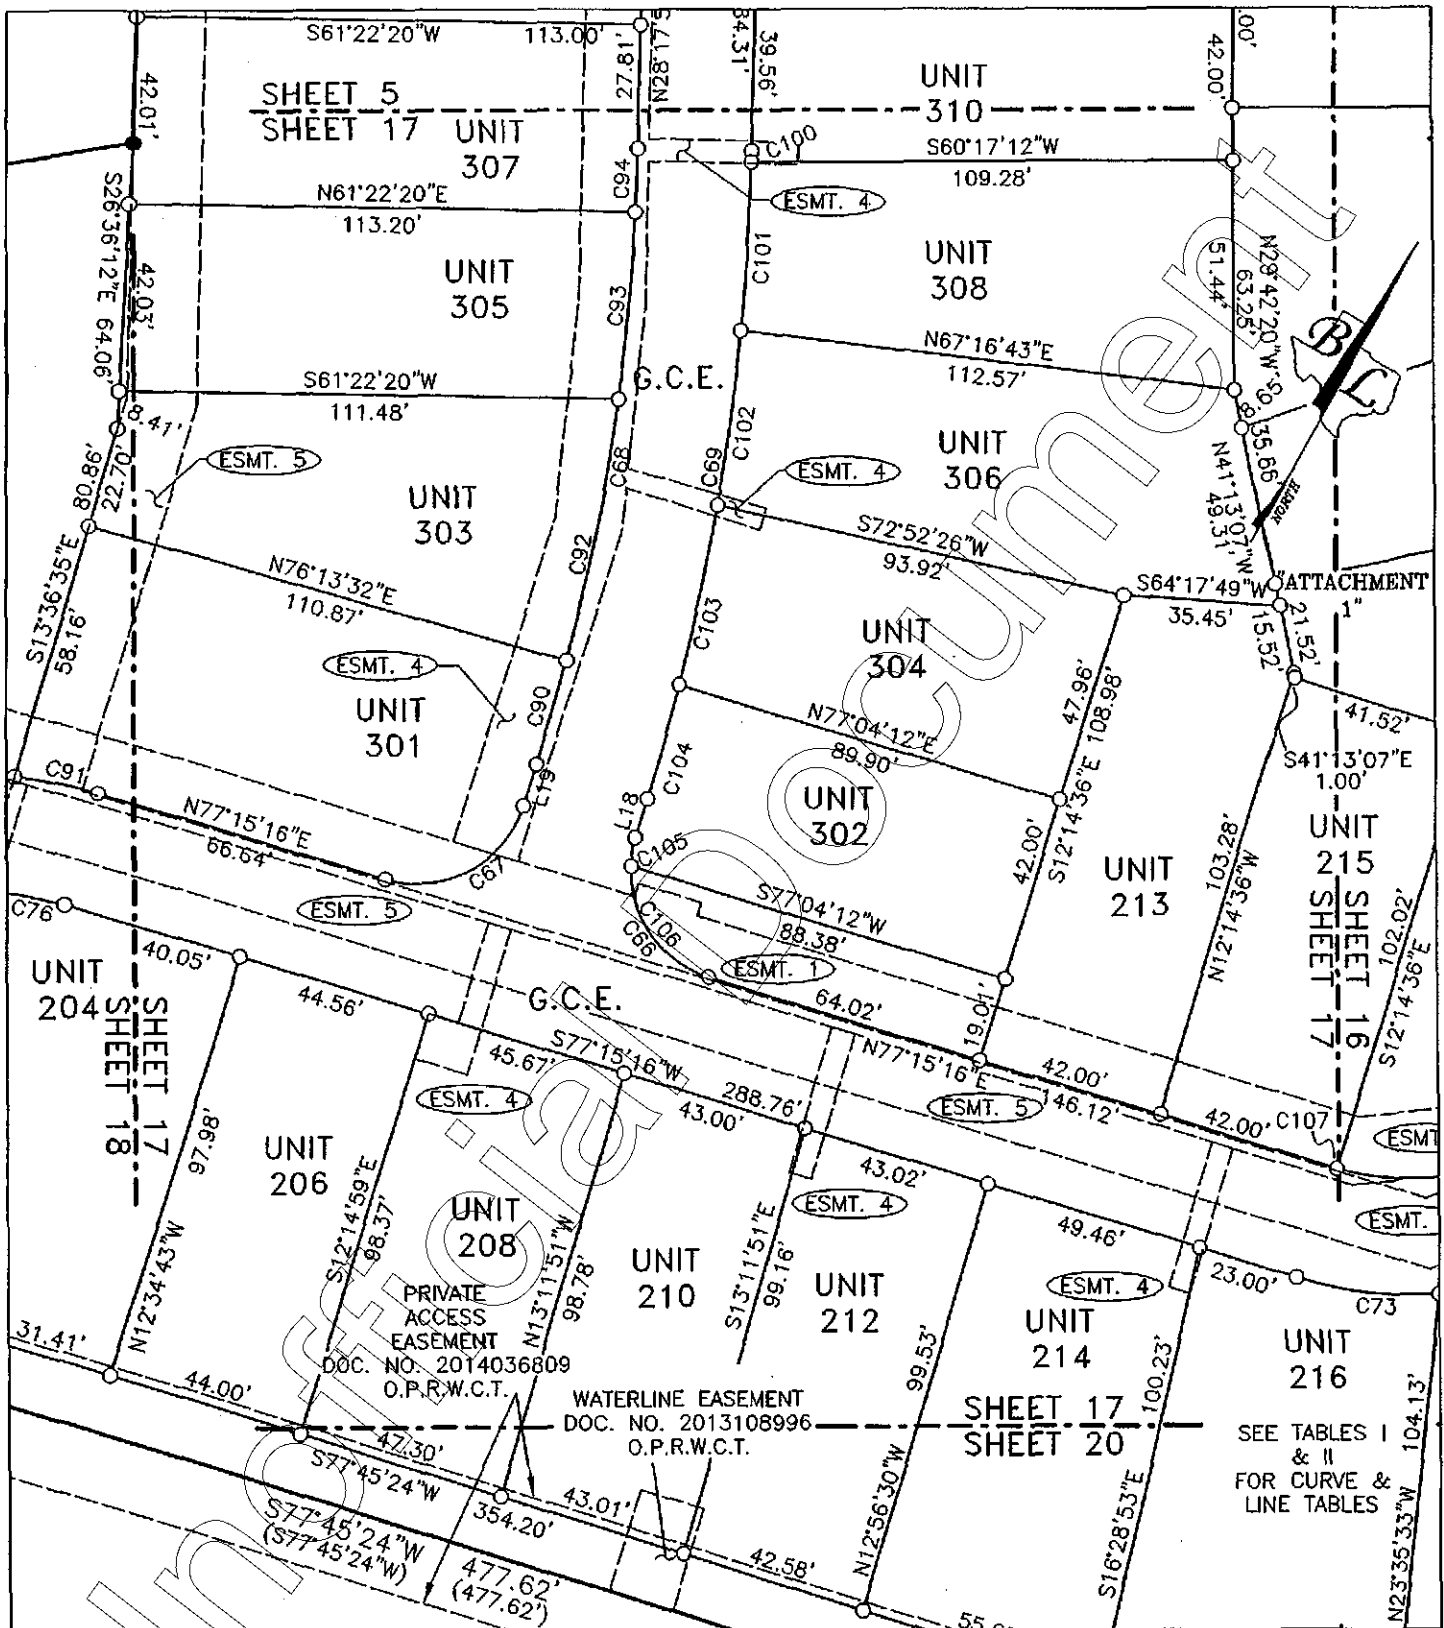 S61°22'20"W 113.00'
27.81'
N28°17'5
84.31'
39.56'
.00'
42.00'
42.01'
SHEET 5
SHEET 17
UNIT
307
UNIT
310
C94
C100
S60°17'12"W
109.28'
ESMT. 4
N61°22'20"E
113.20'
S26°36'12"E 64.06'
42.03'
UNIT
305
C93
C101
UNIT
308
51.44'
N29°42'20"W
63.25'
B
L
NORTH
N67°16'43"E
112.57'
S61°22'20"W
111.48'
G.C.E.
8.41'
ESMT. 5
80.86'
22.70'
C68
C69
C102
UNIT
306
ESMT. 4
35.66'
N41°13'07"W
49.31'
UNIT
303
C92
S72°52'26"W
93.92'
S64°17'49"W
35.45'
"ATTACHMENT
1"
N76°13'32"E
110.87'
S13°36'35"E
58.16'
C103
UNIT
304
21.52'
15.52'
ESMT. 4
C90
UNIT
301
47.96'
108.98'
41.52'
N77°04'12"E
89.90'
S41°13'07"E
1.00'
C91
L19
C104
L18
UNIT
302
N77°15'16"E
66.64'
C67
C105
42.00'
S12°14'36"E
UNIT
213
103.28'
N12°14'36"W
UNIT
215
SHEET 16
SHEET 17
102.02'
S12°14'36"E
C76
ESMT. 5
C106
C66
S77°04'12"W
88.38'
ESMT. 1
40.05'
UNIT
204
SHEET 17
SHEET 18
44.56'
G.C.E.
64.02'
19.01'
N77°15'16"E
146.12'
42.00'
S77°15'16"W
288.76'
45.67'
ESMT. 4
43.00'
ESMT. 5
42.00'
C107
ESMT
97.98'
N12°34'43"W
UNIT
206
S12°14'59"E
98.37'
UNIT
208
N13°11'51"W
98.78'
43.02'
ESMT. 4
49.46'
ESMT.
UNIT
210
S13°11'51"E
99.16'
UNIT
212
ESMT. 4
23.00'
C73
PRIVATE
ACCESS
EASEMENT
DOC. NO. 2014036809
O.P.R.W.C.T.
UNIT
214
UNIT
216
99.53'
N12°56'30"W
100.23'
S16°28'53"E
31.41'
44.00'
WATERLINE EASEMENT
DOC. NO. 2013108996
O.P.R.W.C.T.
SHEET 17
SHEET 20
SEE TABLES I
& II
FOR CURVE &
LINE TABLES
104.13'
N23°35'33"W
47.30'
S77°45'24"W
354.20'
43.01'
42.58'
S77°45'24"W
(S77°45'24"W)
477.62'
(477.62')
Unofficial Document